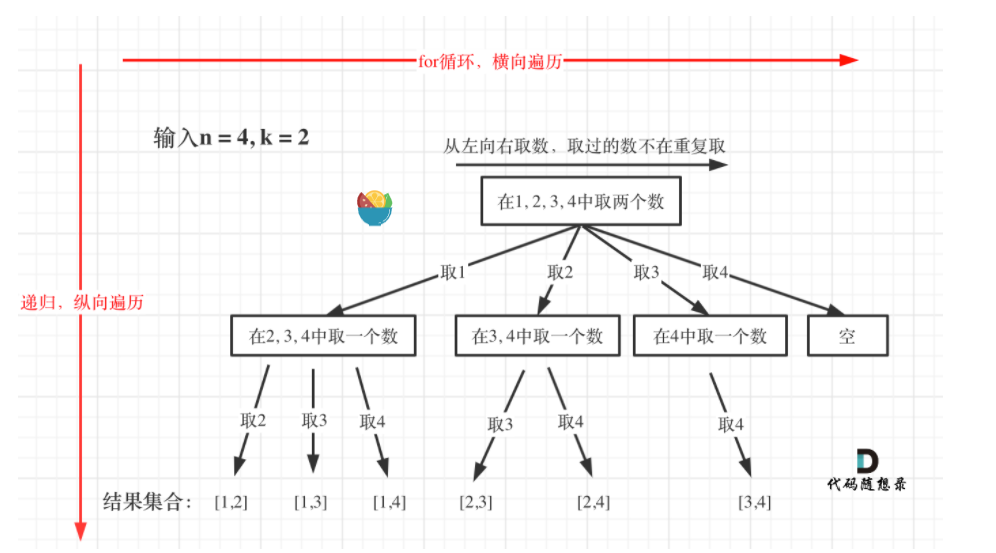 for循环，横向遍历
输入n = 4, k = 2
从左向右取数，取过的数不在重复取
在1, 2, 3, 4中取两个数
取1
取2
取3
取4
递归，纵向遍历
在2, 3, 4中取一个数
在3, 4中取一个数
在4中取一个数
空
取2
取3
取4
取3
取4
取4
结果集合：
[1,2]
[1,3]
[1,4]
[2,3]
[2,4]
[3,4]
代码随想录